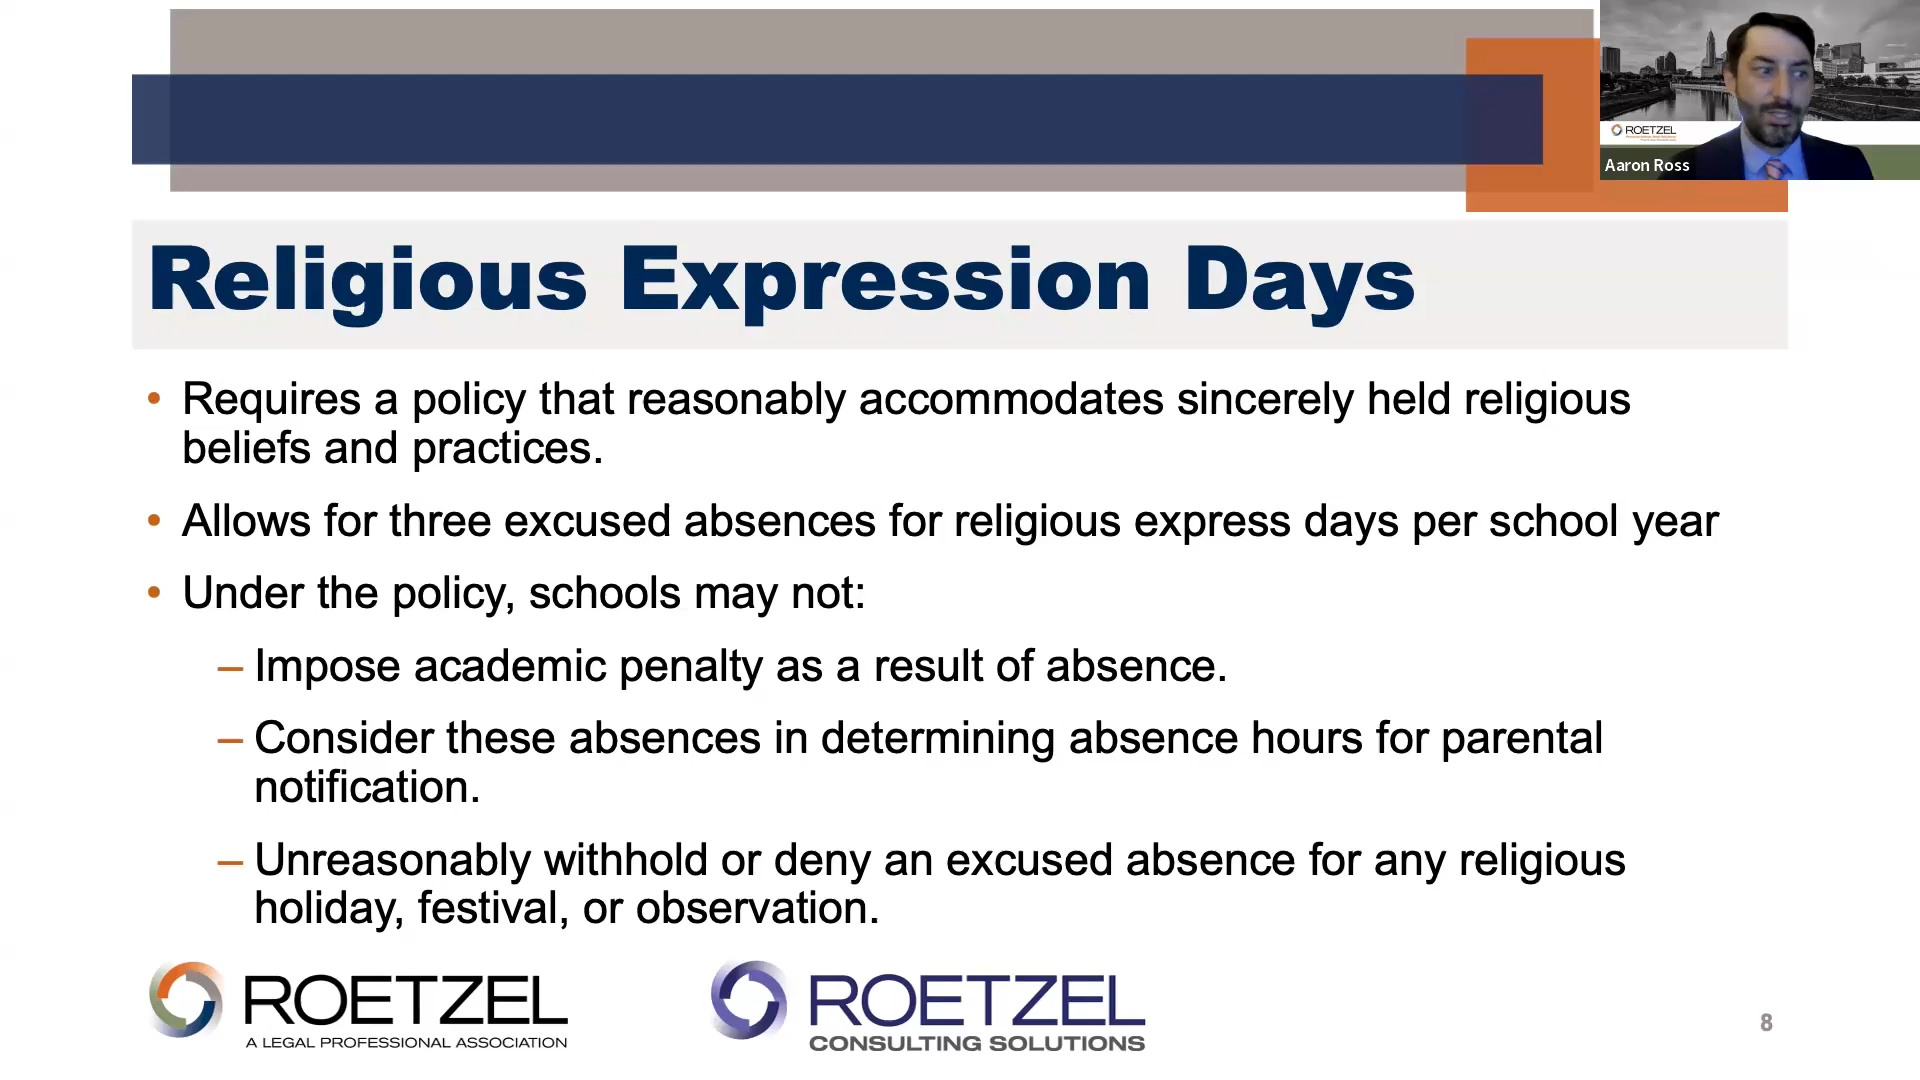 ROETZEL
Aaron Ross
Religious Expression Days
• Requires a policy that reasonably accommodates sincerely held religious
beliefs and practices.
• Allows for three excused absences for religious express days per school year
• Under the policy, schools may not:
– Impose academic penalty as a result of absence.
– Consider these absences in determining absence hours for parental
notification.
– Unreasonably withhold or deny an excused absence for any religious
holiday, festival, or observation.
ROETZEL
A LEGAL PROFESSIONAL ASSOCIATION
ROETZEL
CONSULTING SOLUTIONS
8